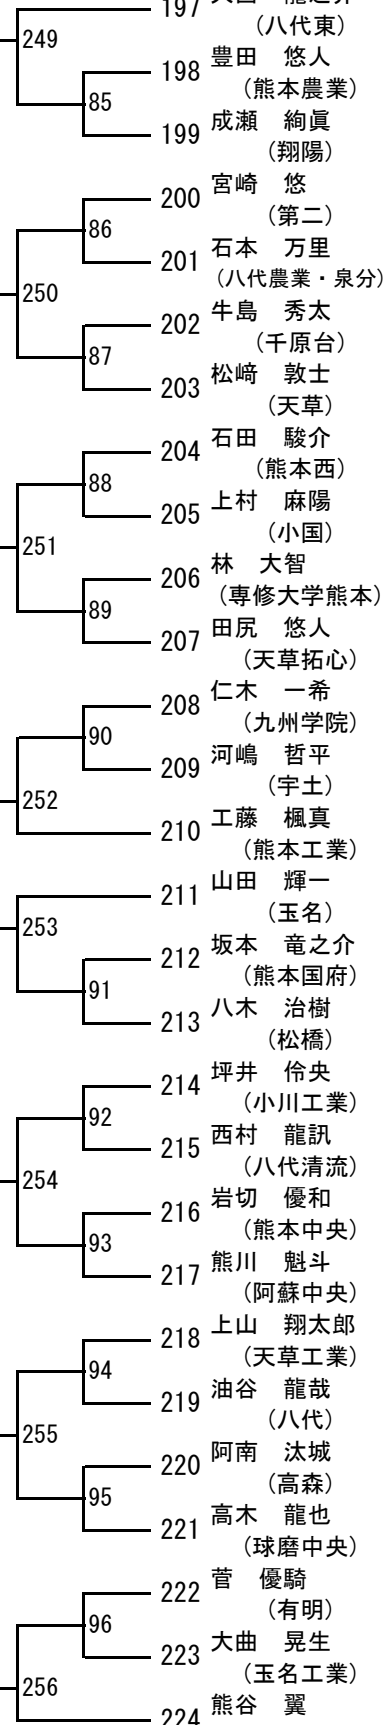 197
(八代東)
249
198 豊田　悠人
(熊本農業)
85
199 成瀬　絢眞
(翔陽)
200 宮崎　悠
(第二)
86
201 石本　万里
(八代農業・泉分)
250
202 牛島　秀太
(千原台)
87
203 松﨑　敦士
(天草)
204 石田　駿介
(熊本西)
88
205 上村　麻陽
(小国)
251
206 林　大智
(専修大学熊本)
89
207 田尻　悠人
(天草拓心)
208 仁木　一希
(九州学院)
90
209 河嶋　哲平
(宇土)
252
210 工藤　楓真
(熊本工業)
211 山田　輝一
(玉名)
253
212 坂本　竜之介
(熊本国府)
91
213 八木　治樹
(松橋)
214 坪井　伶央
(小川工業)
92
215 西村　龍訊
(八代清流)
254
216 岩切　優和
(熊本中央)
93
217 熊川　魁斗
(阿蘇中央)
218 上山　翔太郎
(天草工業)
94
219 油谷　龍哉
(八代)
255
220 阿南　汰城
(高森)
95
221 高木　龍也
(球磨中央)
222 菅　優騎
(有明)
96
223 大曲　晃生
(玉名工業)
256
224 熊谷　翼